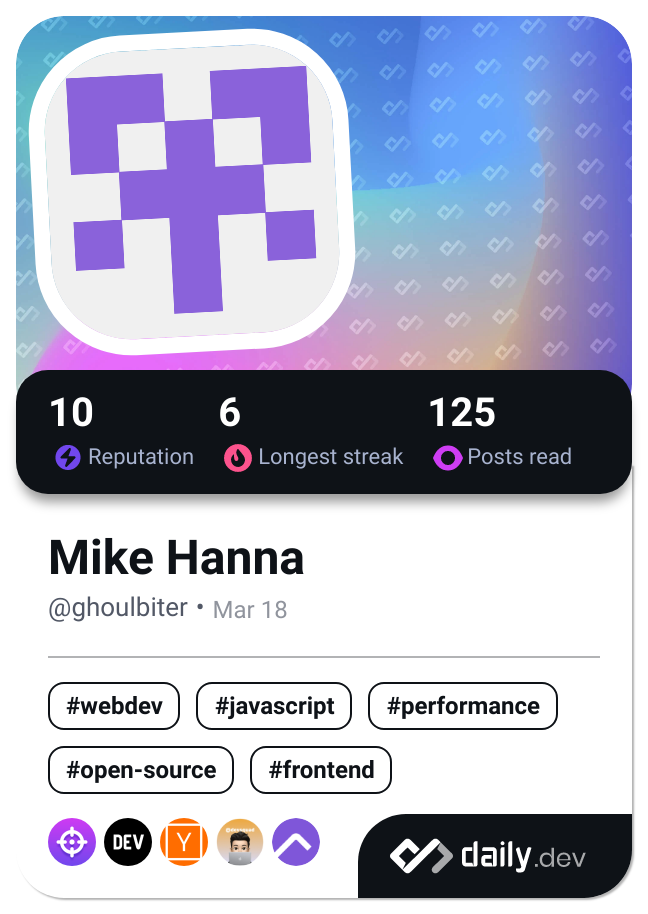 10 6 125
Reputation Longest streak Posts read
Mike Hanna
@ghoulbiter • Mar 18
#webdev #javascript #performance
#open-source #frontend
DEV Y
daily.dev